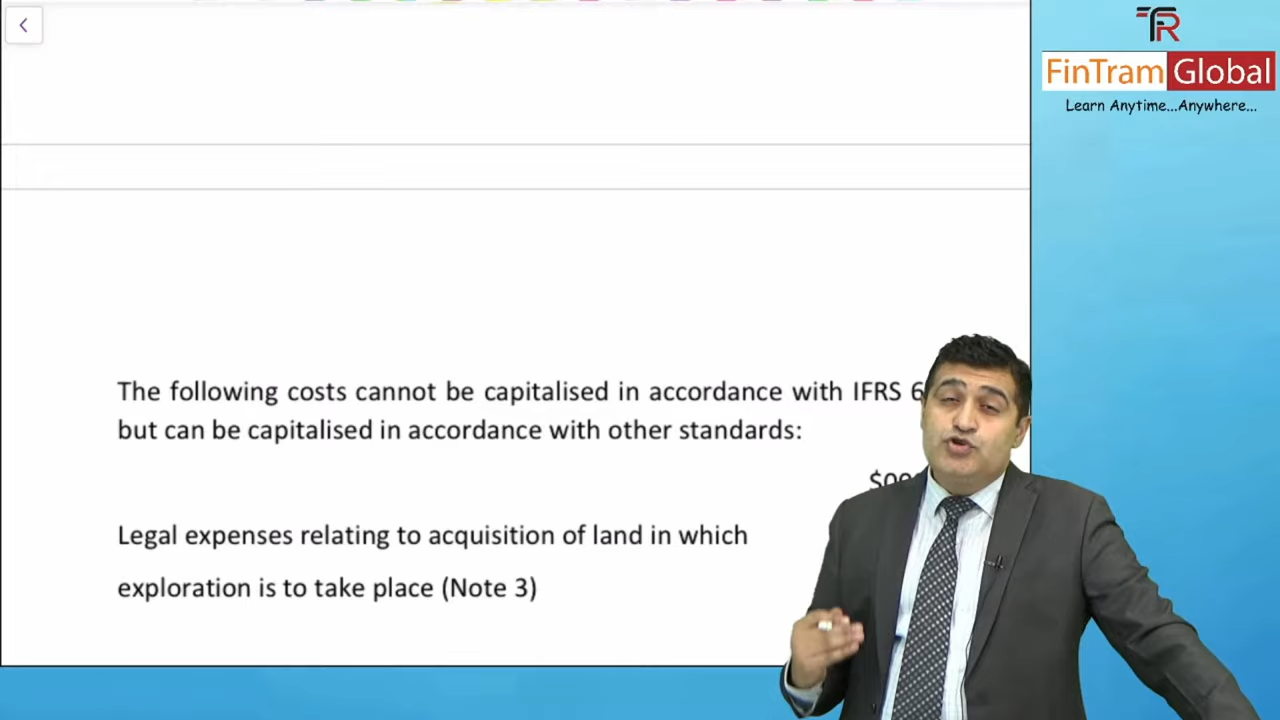 FinTram Global
Learn Anytime...Anywhere...
The following costs cannot be capitalised in accordance with IFRS 6
but can be capitalised in accordance with other standards:
Legal expenses relating to acquisition of land in which
exploration is to take place (Note 3)